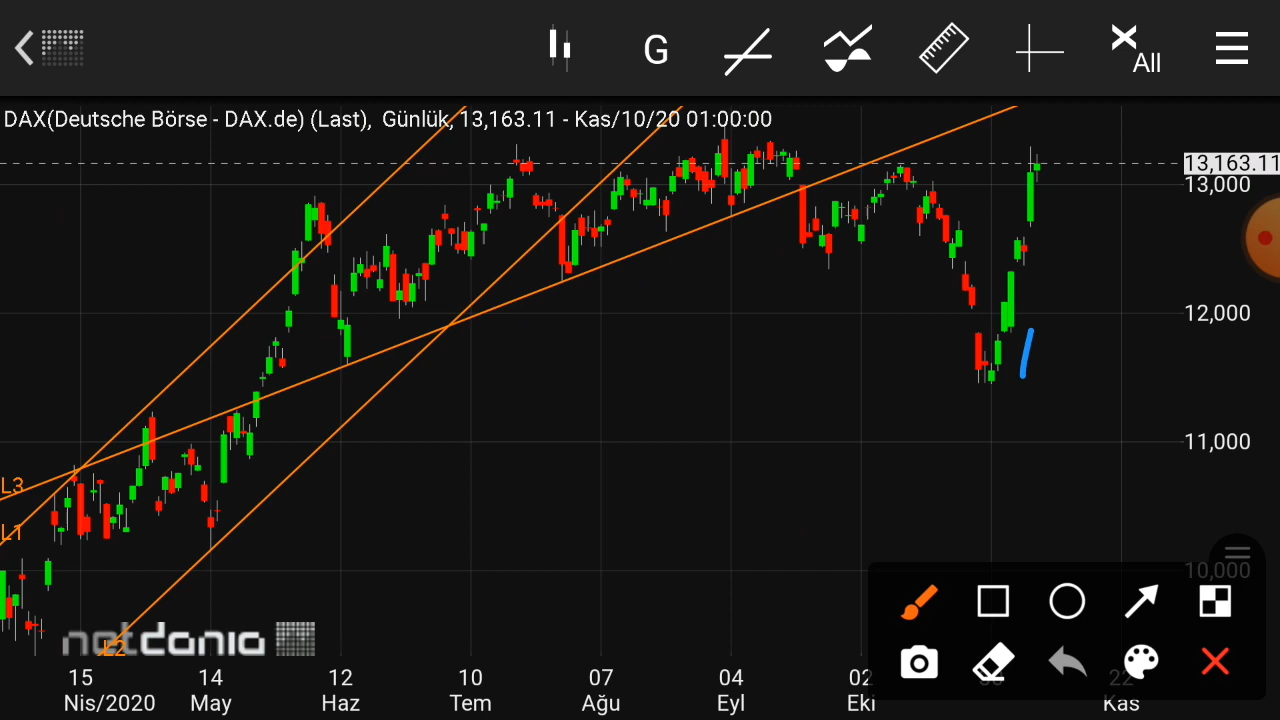 G
All
DAX(Deutsche Börse - DAX.de) (Last), Günlük, 13,163.11 - Kas/10/20 01:00:00
13,163.11
13,000
12,000
11,000
10,000
L3
L1
L2
netdania
15 14 12 10 07 04 02 22
Nis/2020 May Haz Tem Ağu Eyl Eki Kas